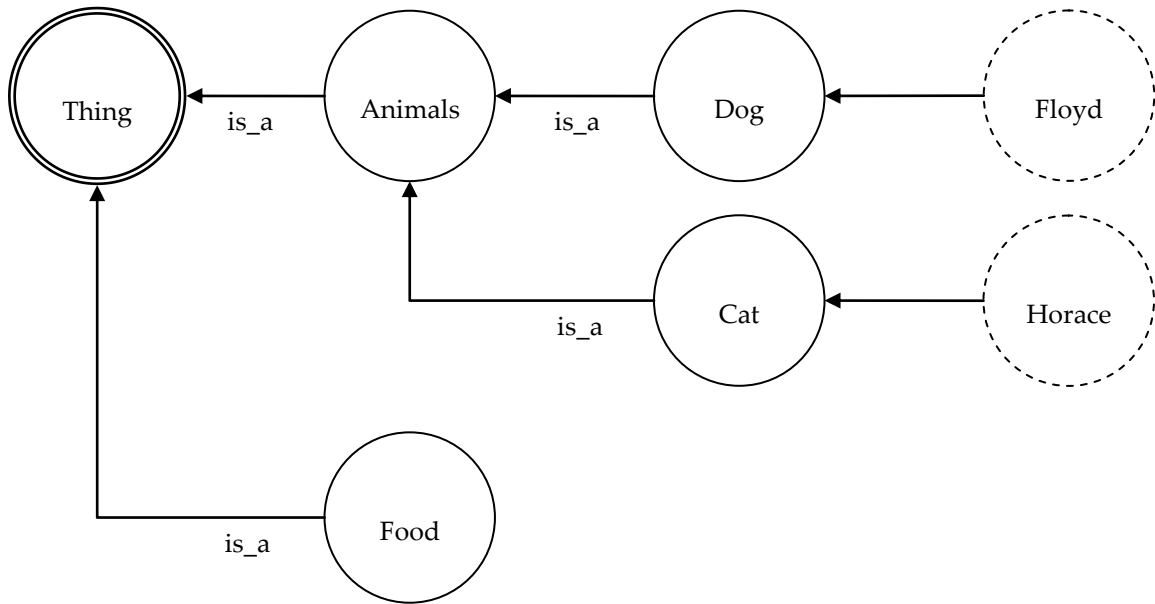 Thing
is_a
Animals
is_a
Dog
Floyd
is_a
Cat
Horace
is_a
Food